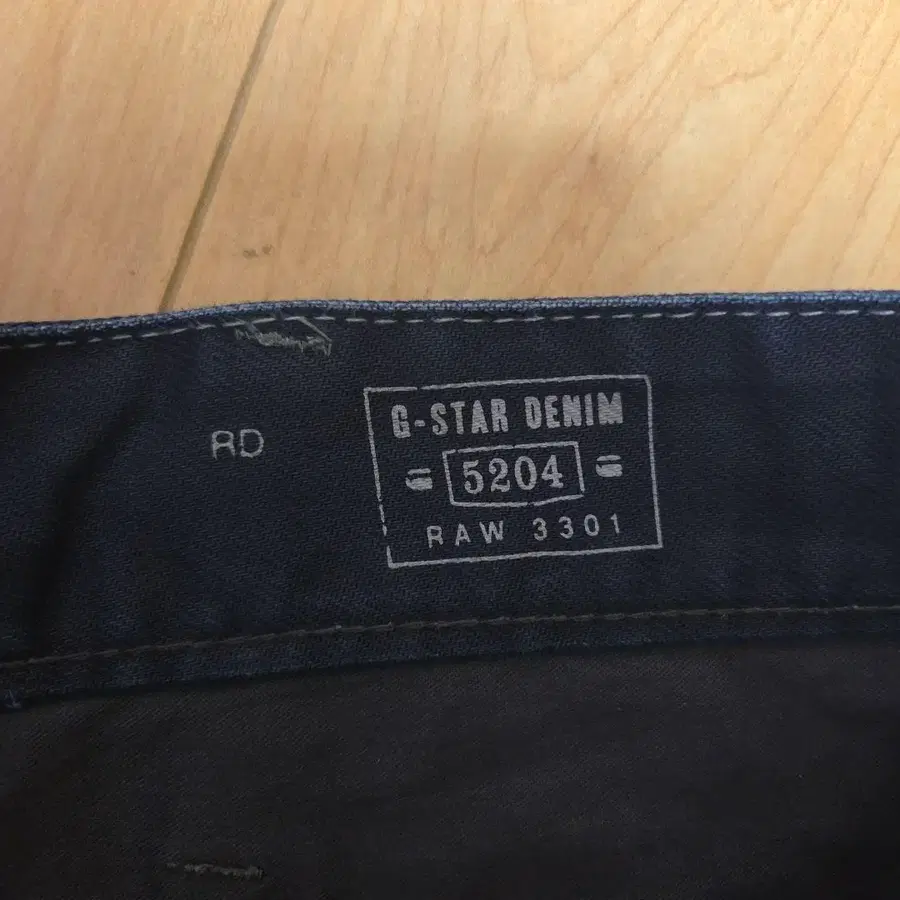 RD
G-STAR DENIM
5204
RAW 3301